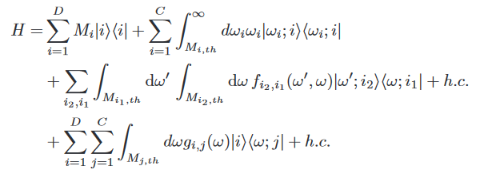 $H = \sum_{i=1}^{D} M_i |i\rangle\langle i| + \sum_{i=1}^{C} \int_{M_{i,th}}^{\infty} d\omega_i \omega_i |\omega_i; i\rangle\langle \omega_i; i|$
$+ \sum_{i_2, i_1} \int_{M_{i_1,th}} d\omega' \int_{M_{i_2,th}} d\omega \, f_{i_2,i_1}(\omega', \omega) |\omega'; i_2\rangle\langle \omega; i_1| + h.c.$
$+ \sum_{i=1}^{D} \sum_{j=1}^{C} \int_{M_{j,th}} d\omega g_{i,j}(\omega) |i\rangle\langle \omega; j| + h.c.$